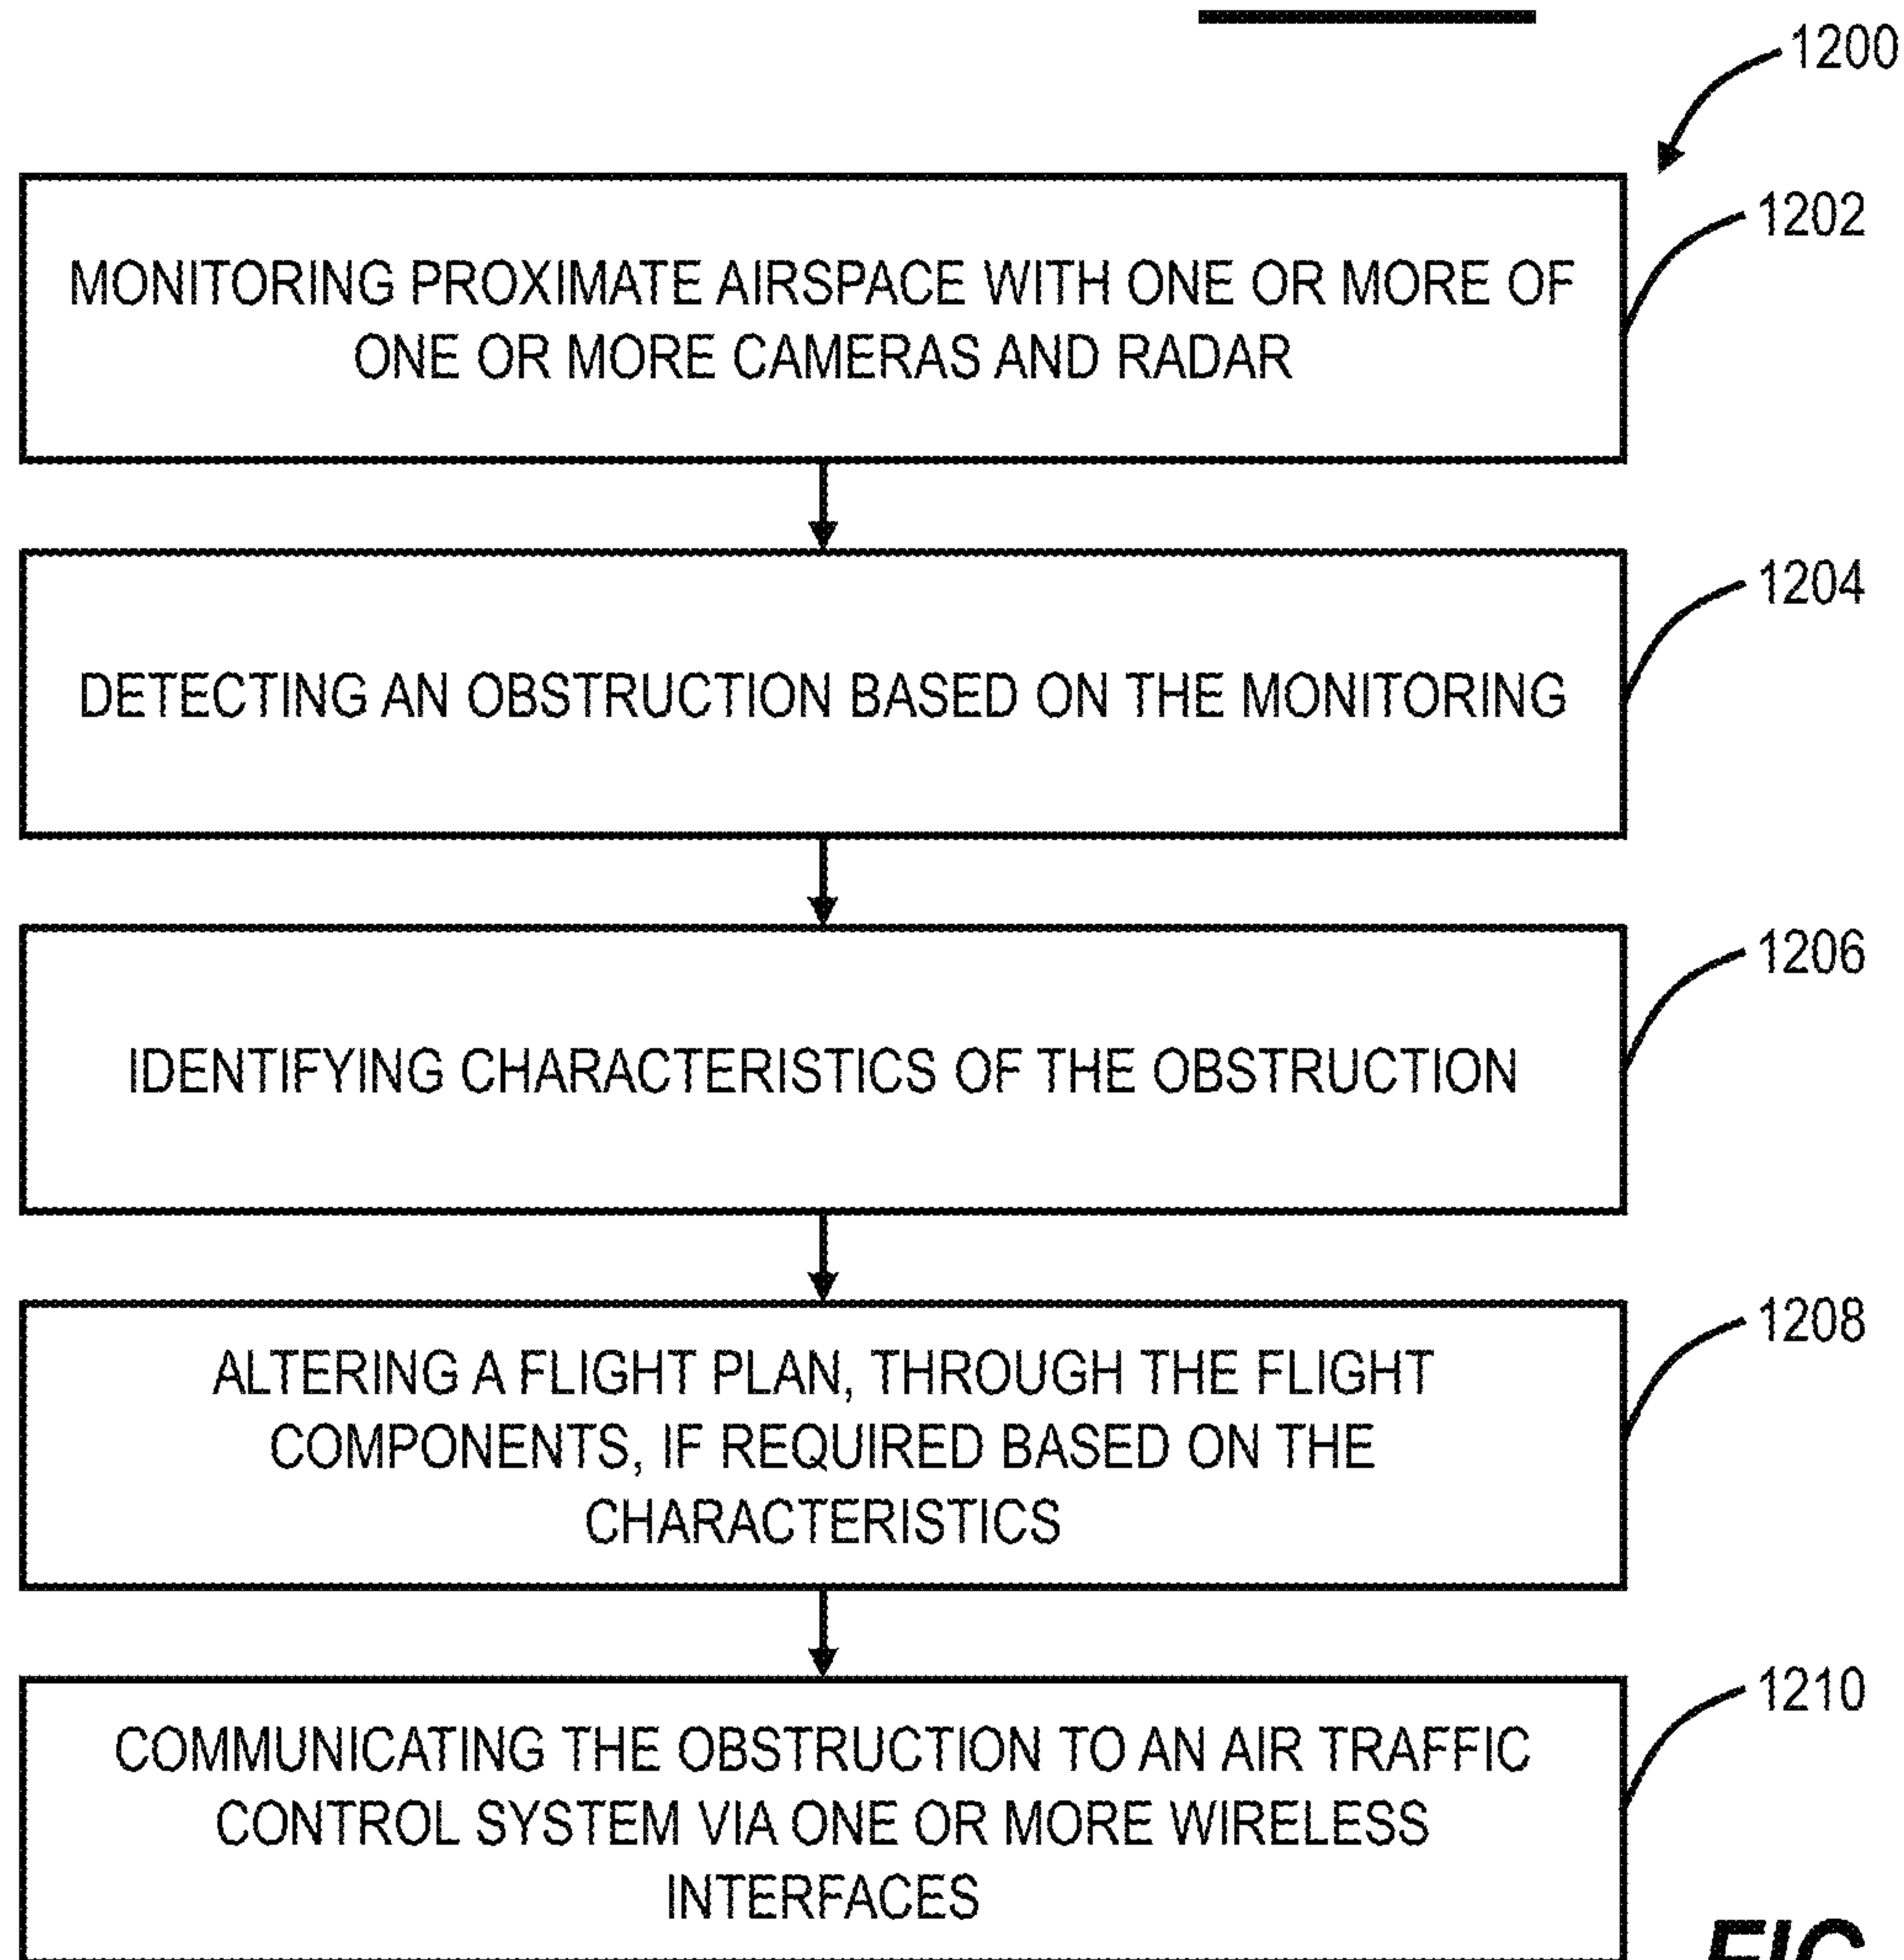 1200
1202
MONITORING PROXIMATE AIRSPACE WITH ONE OR MORE OF
ONE OR MORE CAMERAS AND RADAR
1204
DETECTING AN OBSTRUCTION BASED ON THE MONITORING
1206
IDENTIFYING CHARACTERISTICS OF THE OBSTRUCTION
1208
ALTERING A FLIGHT PLAN, THROUGH THE FLIGHT
COMPONENTS, IF REQUIRED BASED ON THE
CHARACTERISTICS
1210
COMMUNICATING THE OBSTRUCTION TO AN AIR TRAFFIC
CONTROL SYSTEM VIA ONE OR MORE WIRELESS
INTERFACES